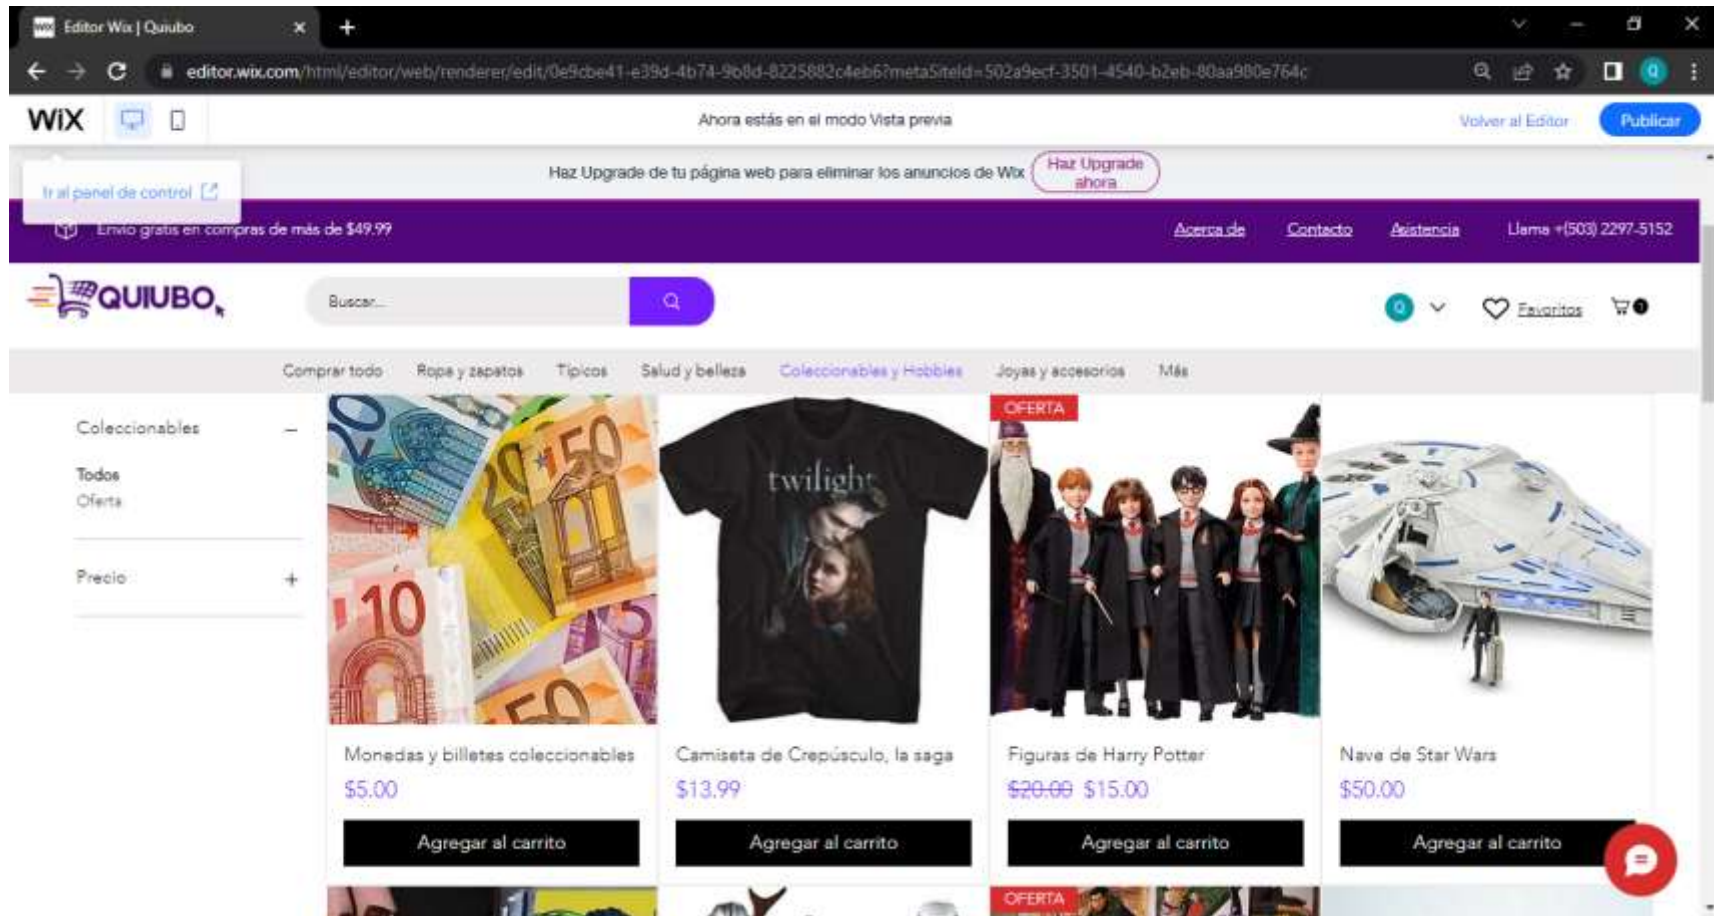 Editor Wix | Quiubo
editor.wix.com/html/editor/web/renderer/edit/0e9cbe41-e39d-4b74-9b8d-8225882c4eb6?metaSiteId=502a9ecf-3501-4540-b2eb-80aa980e764c
WiX
Ahora estás en el modo Vista previa
Volver al Editor
Publicar
Ir al panel de control
Haz Upgrade de tu página web para eliminar los anuncios de Wix
Haz Upgrade
ahora
Envío gratis en compras de más de $49.99
Acerca de
Contacto
Asistencia
Llama +(503) 2297-5152
QUIUBO
Buscar...
Q
Favoritos
Comprar todo
Ropa y zapatos
Típicos
Salud y belleza
Coleccionables y Hobbies
Joyas y accesorios
Más
Coleccionables
Todos
Oferta
Precio
20
50
10
50
twilight
OFERTA
Monedas y billetes coleccionables
$5.00
Agregar al carrito
Camiseta de Crepúsculo, la saga
$13.99
Agregar al carrito
Figuras de Harry Potter
$20.00 $15.00
Agregar al carrito
Nave de Star Wars
$50.00
Agregar al carrito
OFERTA